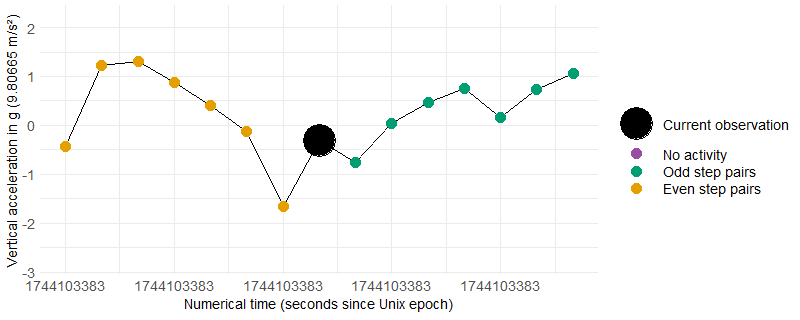 Vertical acceleration in g (9.80665 m/s²)
2
1
0
-1
-2
-3
1744103383 1744103383 1744103383 1744103383 1744103383
Numerical time (seconds since Unix epoch)
Current observation
No activity
Odd step pairs
Even step pairs